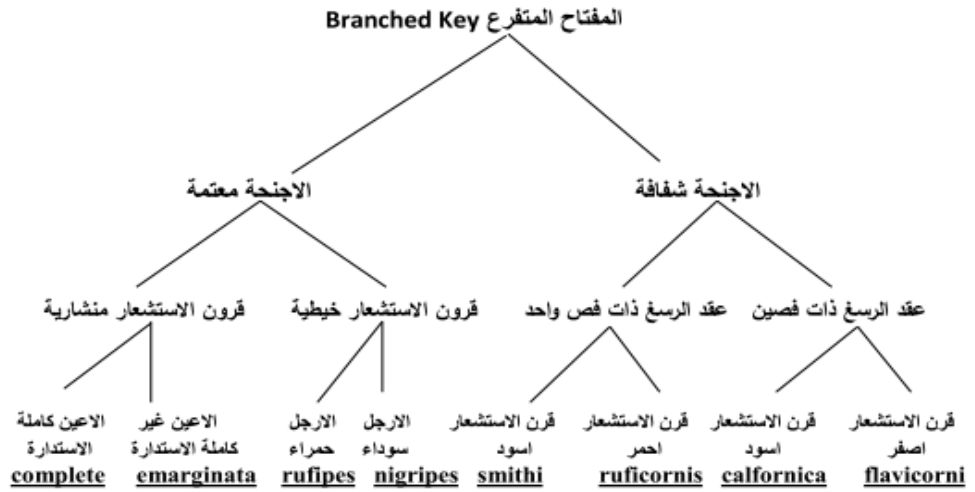 المفتاح المتفرع Branched Key
الاجنحة شفافة
الاجنحة معتمة
عقد الرسغ ذات فصين
عقد الرسغ ذات فص واحد
قرون الاستشعار خيطية
قرون الاستشعار منشارية
قرن الاستشعار
اصفر
flavicorni
قرن الاستشعار
اسود
calfornica
قرن الاستشعار
احمر
ruficornis
قرن الاستشعار
اسود
smithi
الارجل
سوداء
nigripes
الارجل
حمراء
rufipes
الاعين غير
كاملة الاستدارة
emarginata
الاعين كاملة
الاستدارة
complete